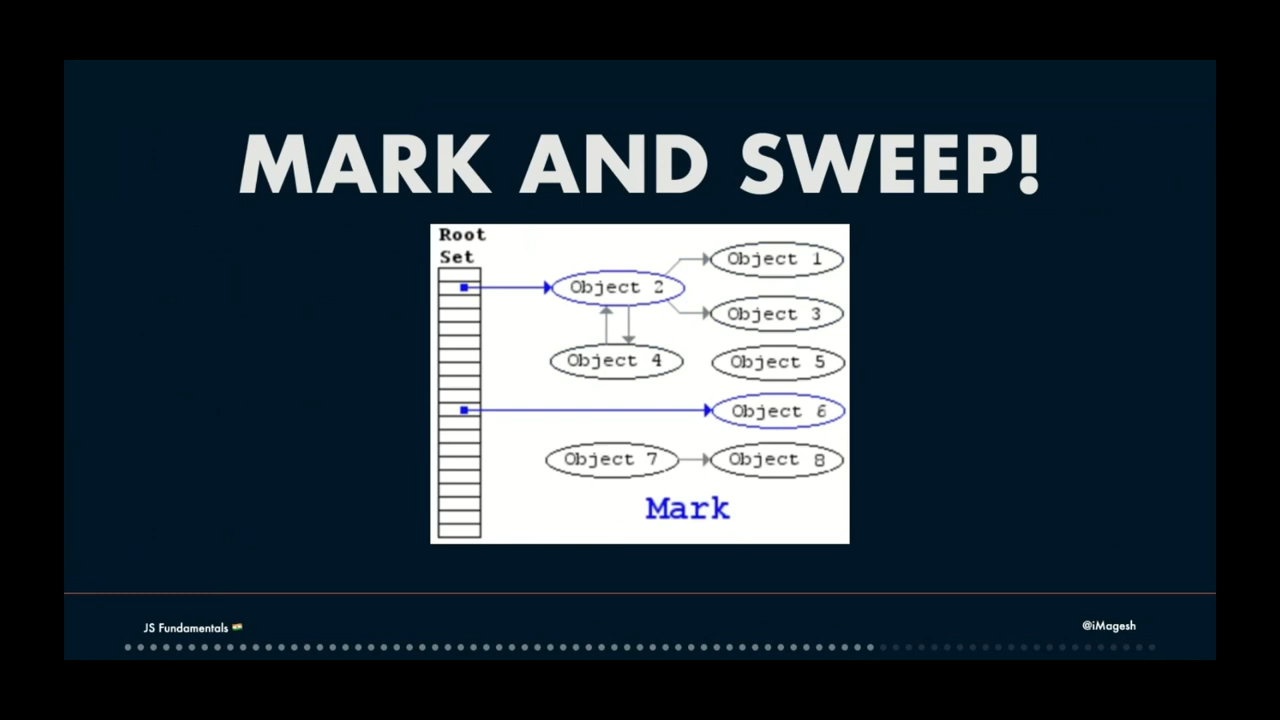 MARK AND SWEEP!
Root
Set
Object 1
Object 2
Object 3
Object 4
Object 5
Object 6
Object 7
Object 8
Mark
JS Fundamentals 🇮🇳
@iMagesh